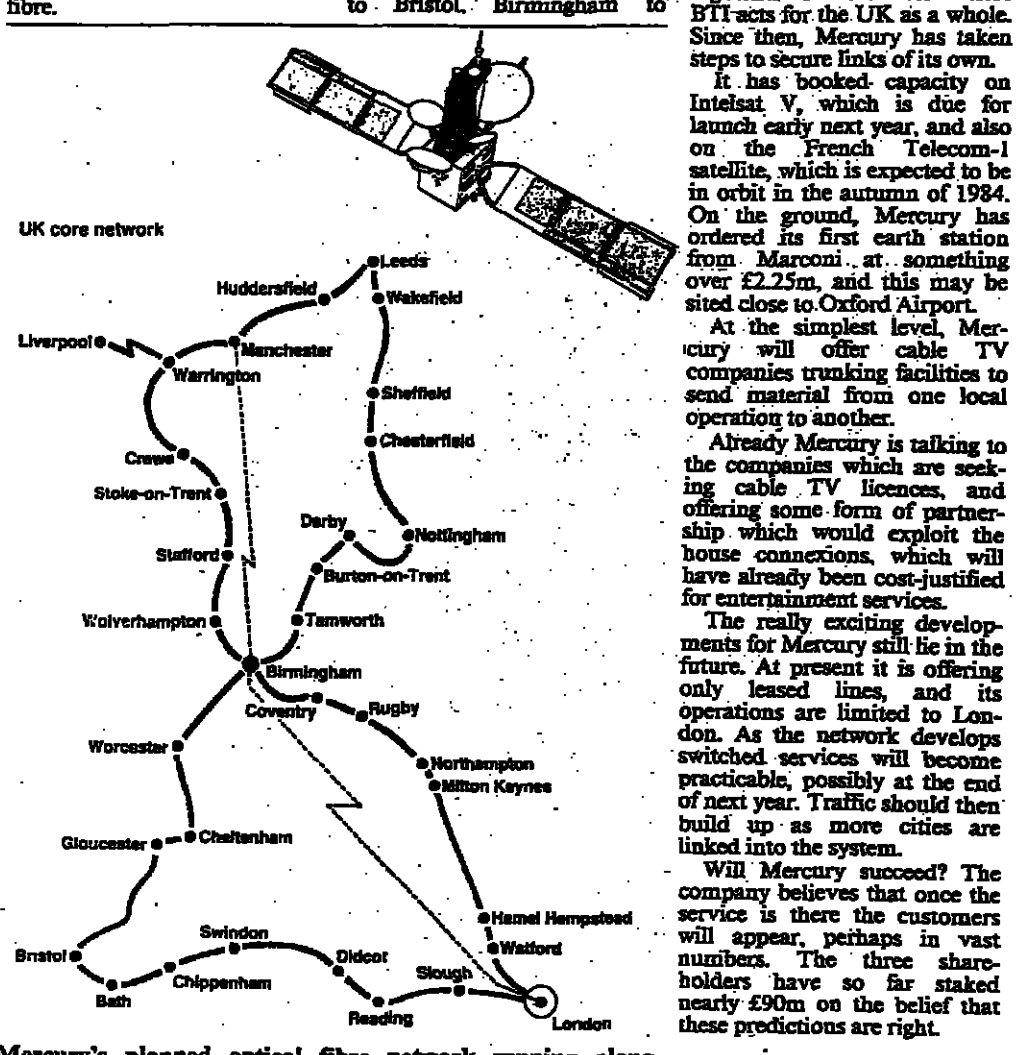 fibre.
to Bristol, Birmingham to
UK core network
Leeds
Huddersfield
Wakefield
Liverpool
Manchester
Warrington
Sheffield
Chesterfield
Crewe
Stoke-on-Trent
Derby
Nottingham
Stafford
Burton-on-Trent
Wolverhampton
Tamworth
Birmingham
Coventry
Rugby
Worcester
Northampton
Milton Keynes
Gloucester
Cheltenham
Hamel Hempstead
Swindon
Watford
Bristol
Didcot
Chippenham
Slough
Bath
Reading
London
Mercury's planned optical fibre network running along
BTI acts for the UK as a whole.
Since then, Mercury has taken
steps to secure links of its own.
It has booked capacity on
Intelsat V, which is due for
launch early next year, and also
on the French Telecom-1
satellite, which is expected to be
in orbit in the autumn of 1984.
On the ground, Mercury has
ordered its first earth station
from Marconi at something
over £2.25m, and this may be
sited close to Oxford Airport.
At the simplest level, Mer-
cury will offer cable TV
companies trunking facilities to
send material from one local
operation to another.
Already Mercury is talking to
the companies which are seek-
ing cable TV licences, and
offering some form of partner-
ship which would exploit the
house connexions, which will
have already been cost-justified
for entertainment services.
The really exciting develop-
ments for Mercury still lie in the
future. At present it is offering
only leased lines, and its
operations are limited to Lon-
don. As the network develops
switched services will become
practicable, possibly at the end
of next year. Traffic should then
build up as more cities are
linked into the system.
Will Mercury succeed? The
company believes that once the
service is there the customers
will appear, perhaps in vast
numbers. The three share-
holders have so far staked
nearly £90m on the belief that
these predictions are right.